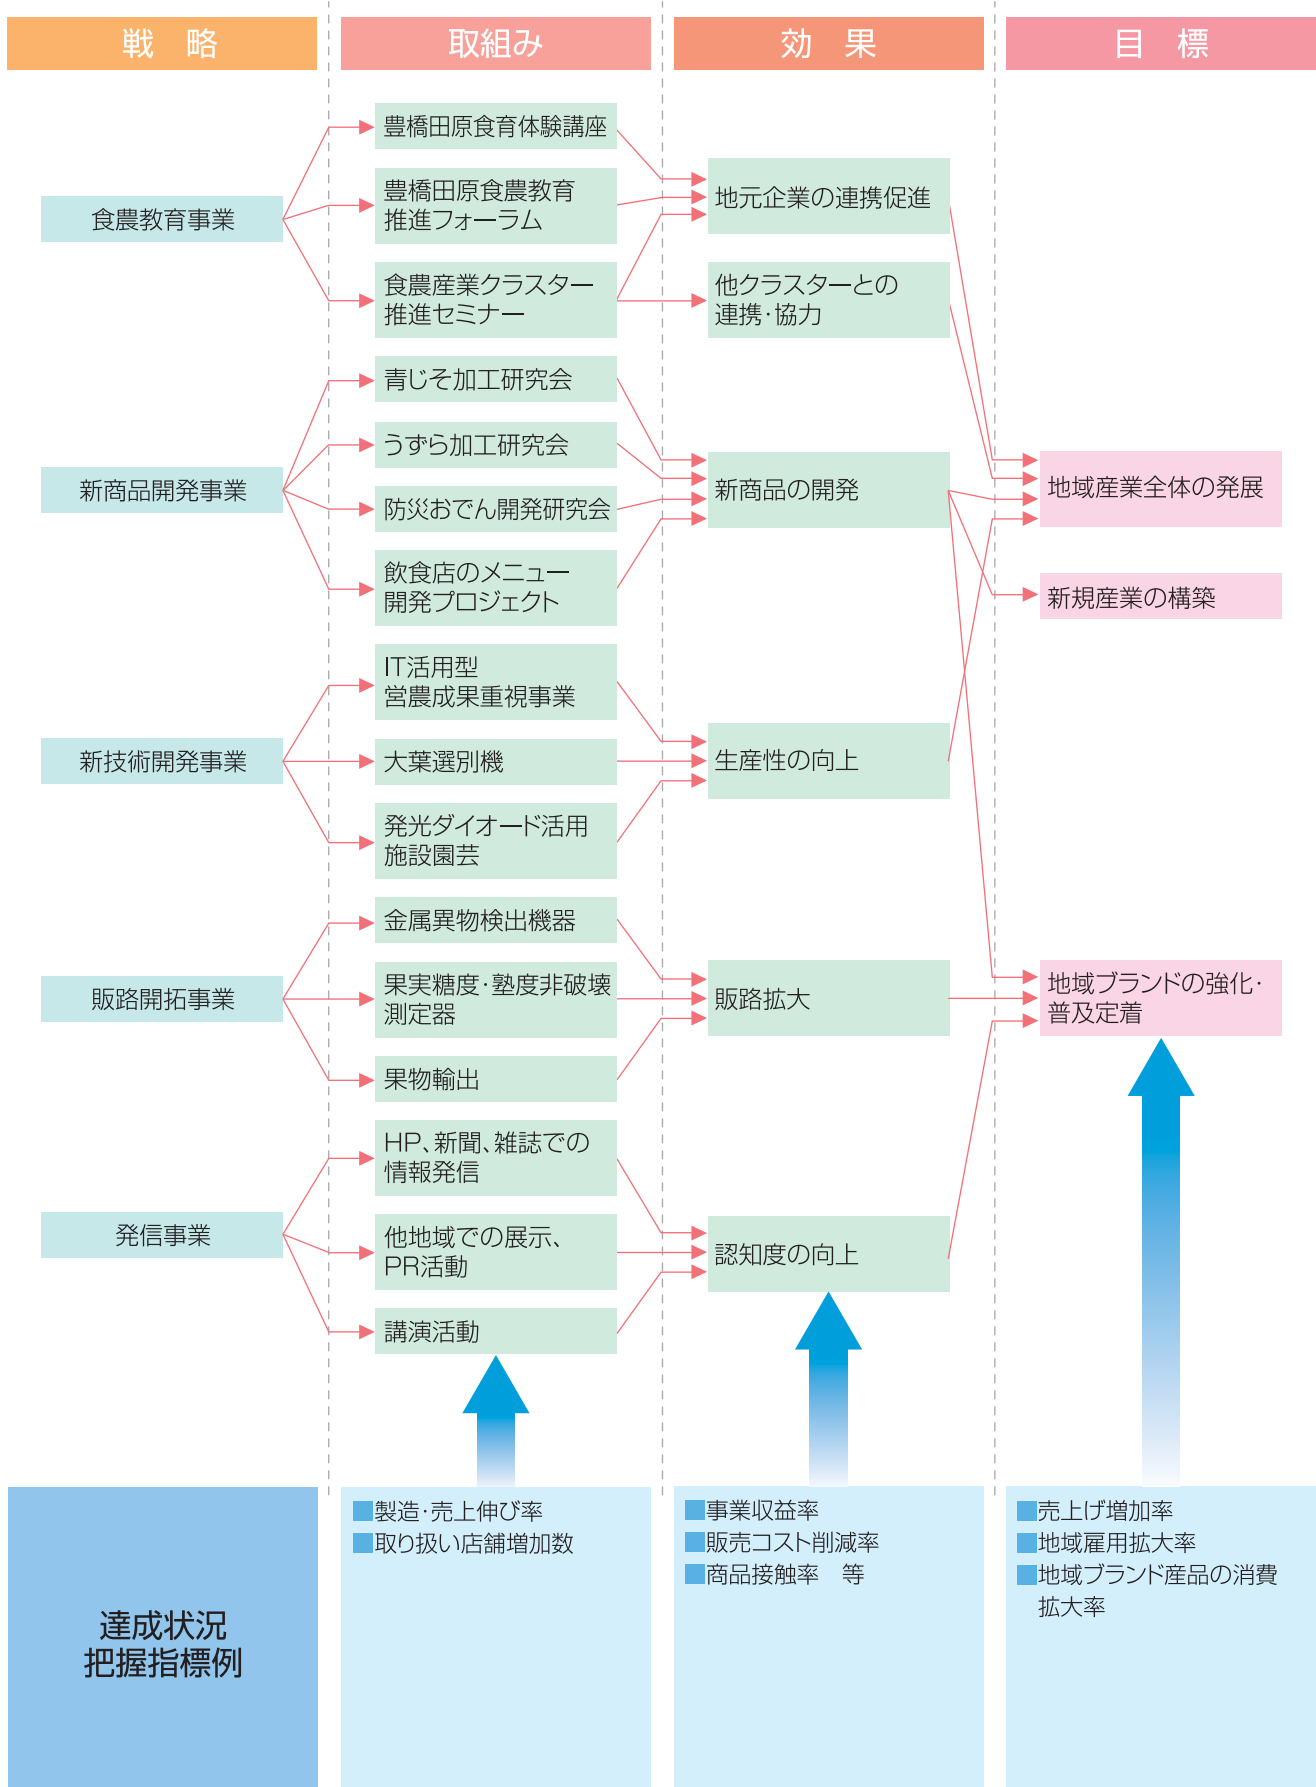 戦　略
取組み
効　果
目　標
食農教育事業
新商品開発事業
新技術開発事業
販路開拓事業
発信事業
豊橋田原食育体験講座
豊橋田原食農教育
推進フォーラム
食農産業クラスター
推進セミナー
青じそ加工研究会
うずら加工研究会
防災おでん開発研究会
飲食店のメニュー
開発プロジェクト
IT活用型
営農成果重視事業
大葉選別機
発光ダイオード活用
施設園芸
金属異物検出機器
果実糖度・塾度非破壊
測定器
果物輸出
HP、新聞、雑誌での
情報発信
他地域での展示、
PR活動
講演活動
地元企業の連携促進
他クラスターとの
連携・協力
新商品の開発
生産性の向上
販路拡大
認知度の向上
地域産業全体の発展
新規産業の構築
地域ブランドの強化・
普及定着
達成状況
把握指標例
■製造・売上伸び率
■取り扱い店舗増加数
■事業収益率
■販売コスト削減率
■商品接触率　等
■売上げ増加率
■地域雇用拡大率
■地域ブランド産品の消費
拡大率